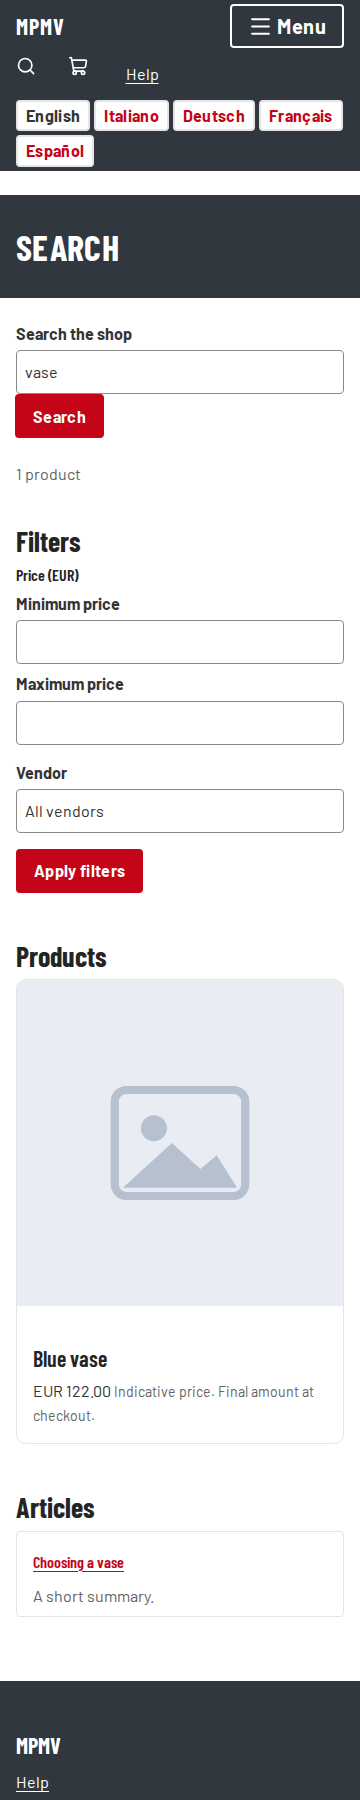 MPMV
Menu
Help
English
Italiano
Deutsch
Français
Español
SEARCH
Search the shop
vase
Search
1 product
Filters
Price (EUR)
Minimum price
Maximum price
Vendor
All vendors
Apply filters
Products
Blue vase
EUR 122,00 Indicative price. Final amount at
checkout.
Articles
Choosing a vase
A short summary.
MPMV
Help